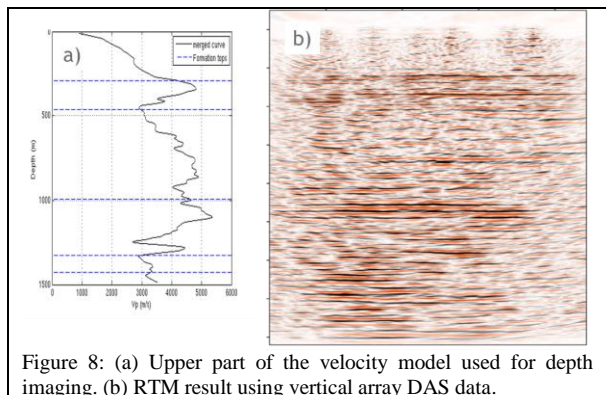 a)
b)
merged curve
Formation tops
0
500
1000
1500
Depth (m)
0 1000 2000 3000 4000 5000 6000
Vp (m/s)
Figure 8: (a) Upper part of the velocity model used for depth
imaging. (b) RTM result using vertical array DAS data.